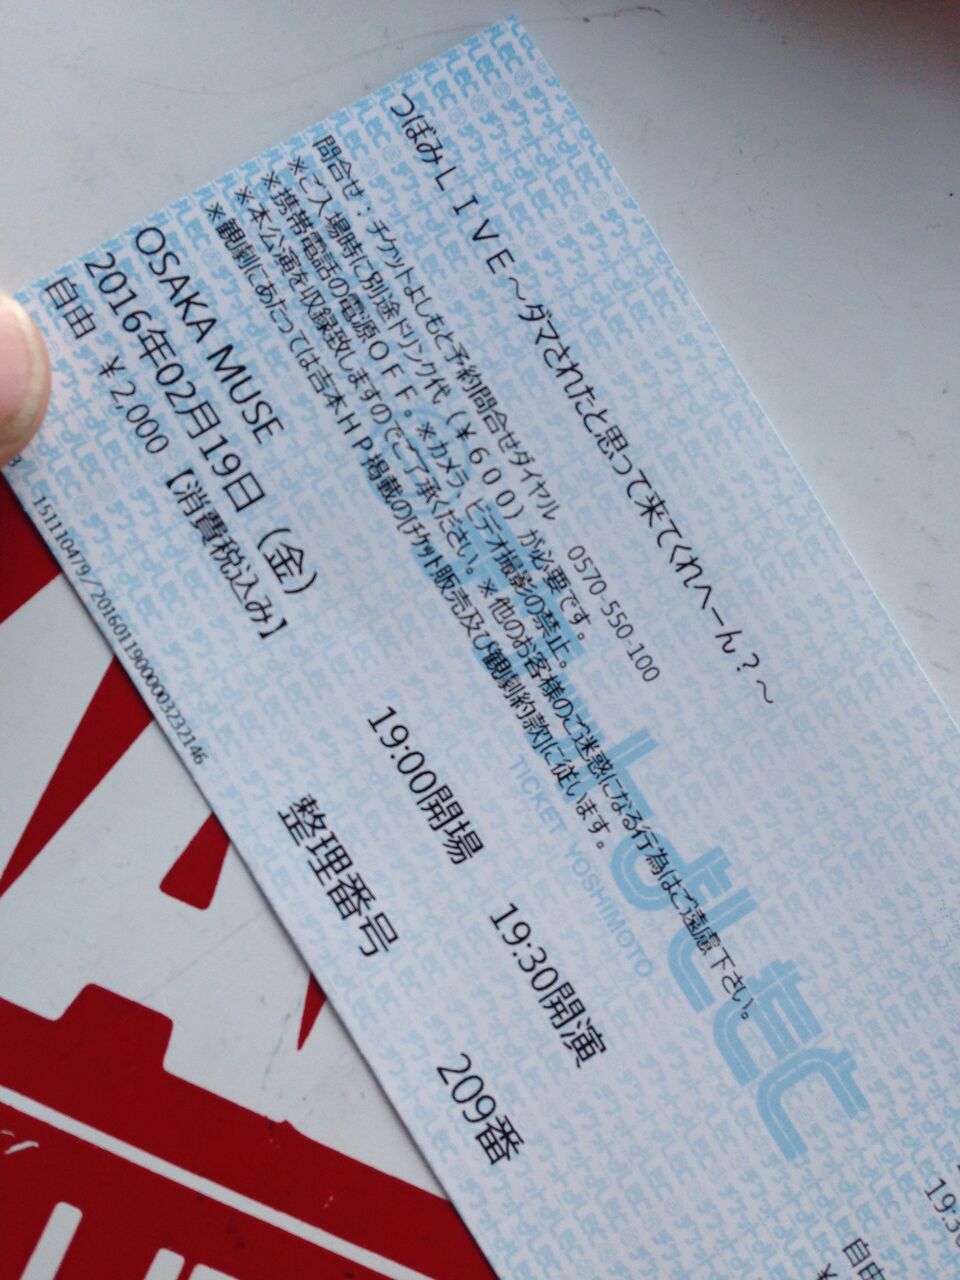 つぼみＬＩＶＥ～ダマされたと思って来てくれへーん？～
問合せ：チケットよしもと予約問合せダイヤル　0570-550-100
※ご入場時に別途ドリンク代（￥６００）が必要です。
※携帯電話の電源ＯＦＦ。※カメラ、ビデオ撮影の禁止。※他のお客様のご迷惑になる行為はご遠慮下さい。
※本公演を収録致しますのでご了承ください。
※観劇にあたっては吉本ＨＰ掲載の[チケット販売及び観劇約款]に従います。
OSAKA MUSE
2016年02月19日（金）　19:00開場　19:30開演
自由　￥2,000【消費税込み】　整理番号　209番
151110479/20160119000003232146
TICKET YOSHIMOTO
自由